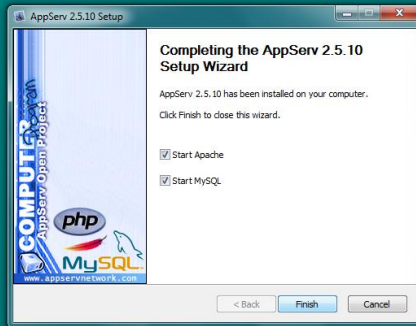 AppServ 2.5.10 Setup
Completing the AppServ 2.5.10
Setup Wizard
AppServ 2.5.10 has been installed on your computer.
Click Finish to close this wizard.
Start Apache
Start MySQL
COMPUTER
Program
AppServ Open Project
php
MySQL
www.appservnetwork.com
< Back
Finish
Cancel